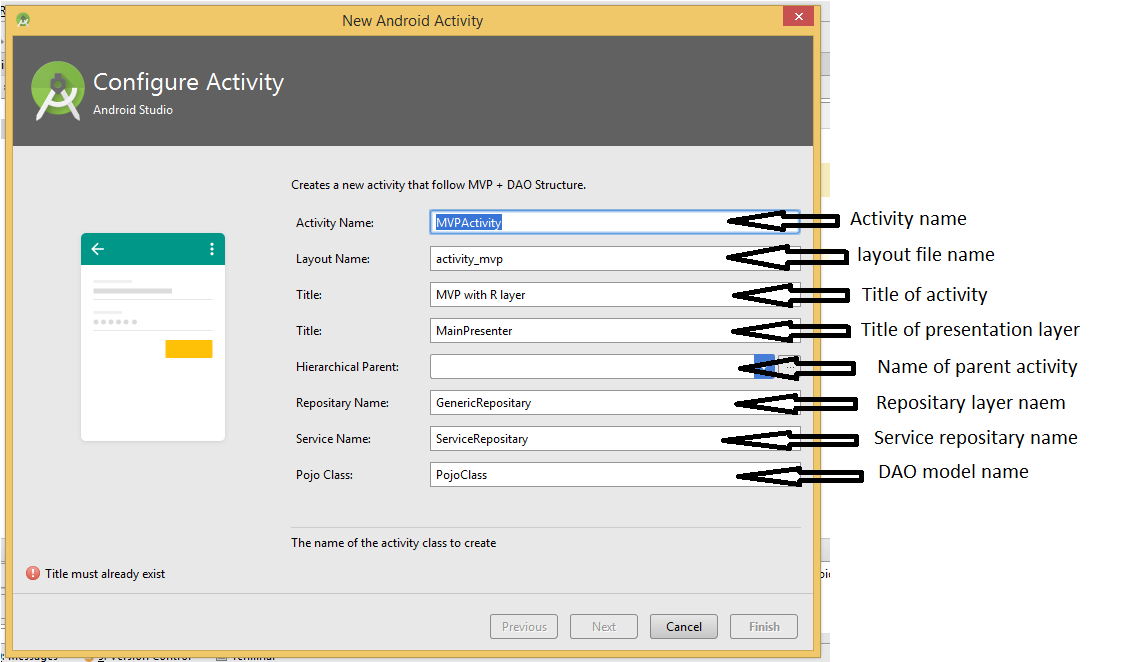 New Android Activity
Configure Activity
Android Studio
Creates a new activity that follow MVP + DAO Structure.
Activity Name: MVPActivity Activity name
Layout Name: activity_mvp layout file name
Title: MVP with R layer Title of activity
Title: MainPresenter Title of presentation layer
Hierarchical Parent: ... Name of parent activity
Repositary Name: GenericRepositary Repositary layer naem
Service Name: ServiceRepositary Service repositary name
Pojo Class: PojoClass DAO model name
The name of the activity class to create
Title must already exist
Previous Next Cancel Finish